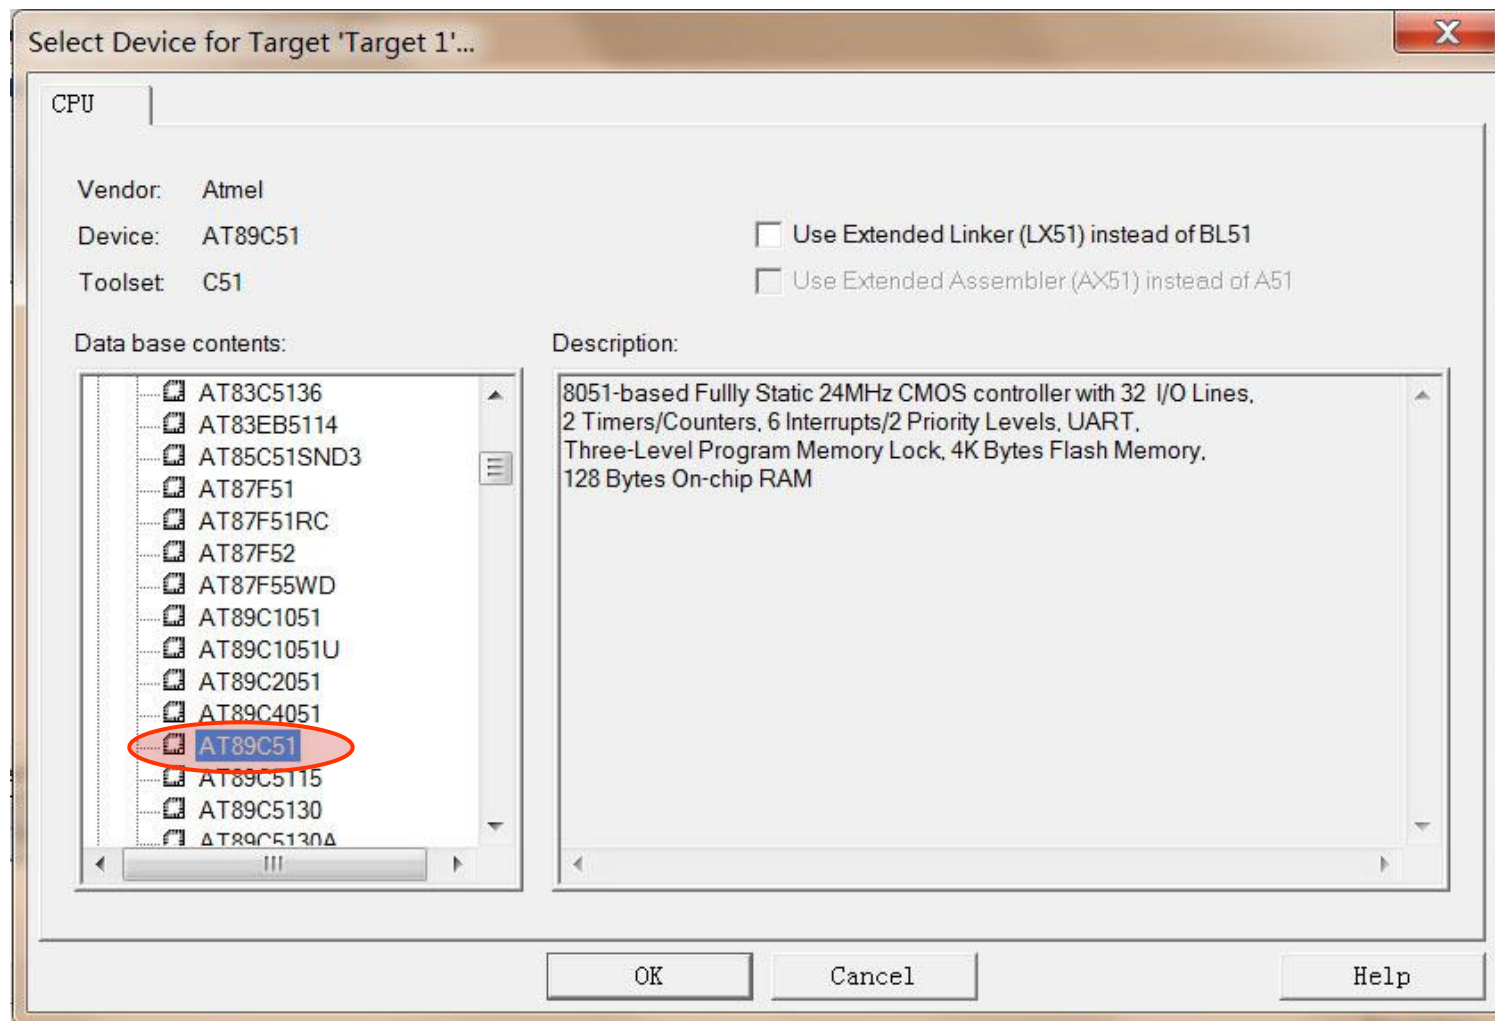 Select Device for Target 'Target 1'...
CPU
Vendor: Atmel
Device: AT89C51
Toolset: C51
Use Extended Linker (LX51) instead of BL51
Use Extended Assembler (AX51) instead of A51
Data base contents:
AT83C5136
AT83EB5114
AT85C51SND3
AT87F51
AT87F51RC
AT87F52
AT87F55WD
AT89C1051
AT89C1051U
AT89C2051
AT89C4051
AT89C51
AT89C5115
AT89C5130
AT89C5130A
Description:
8051-based Fullly Static 24MHz CMOS controller with 32 I/O Lines,
2 Timers/Counters, 6 Interrupts/2 Priority Levels, UART,
Three-Level Program Memory Lock, 4K Bytes Flash Memory,
128 Bytes On-chip RAM
OK
Cancel
Help